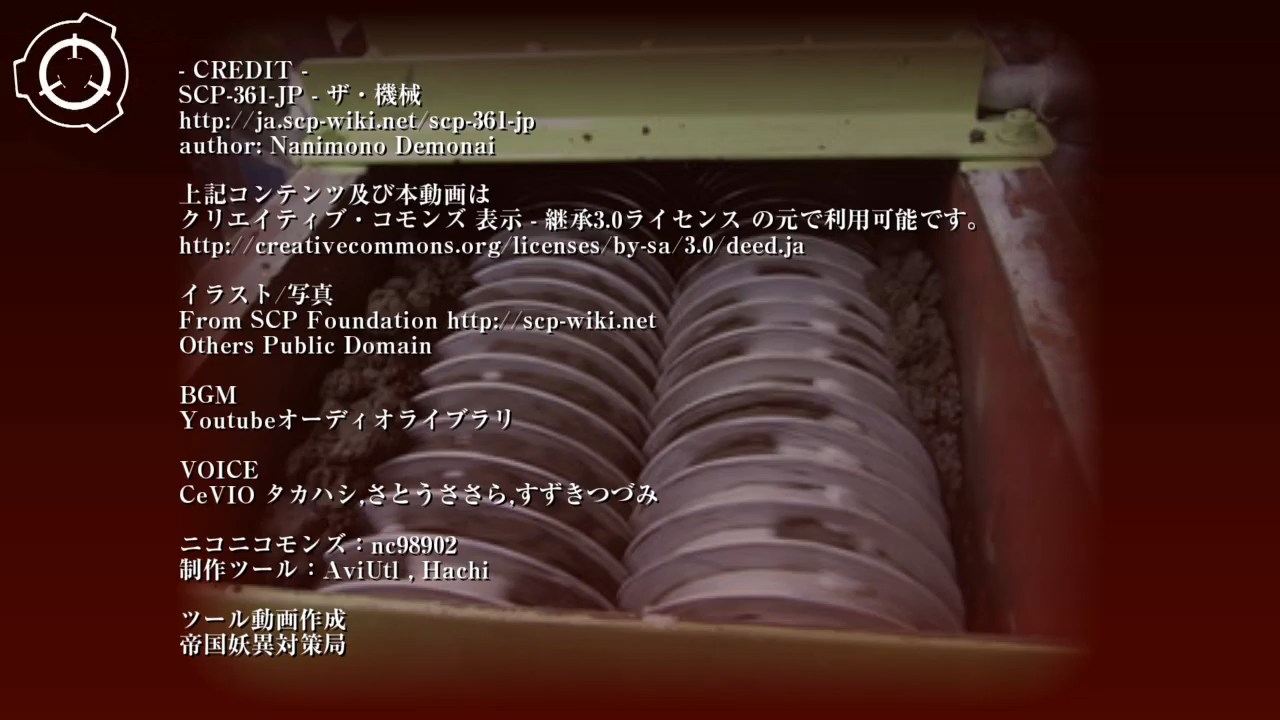 - CREDIT -
SCP-361-JP - ザ・機械
http://ja.scp-wiki.net/scp-361-jp
author: Nanimono Demonai
上記コンテンツ及び本動画は
クリエイティブ・コモンズ 表示 - 継承3.0ライセンス の元で利用可能です。
http://creativecommons.org/licenses/by-sa/3.0/deed.ja
イラスト/写真
From SCP Foundation http://scp-wiki.net
Others Public Domain
BGM
Youtubeオーディオライブラリ
VOICE
CeVIO タカハシ,さとうささら,すずきつづみ
ニコニコモンズ：nc98902
制作ツール：AviUtl , Hachi
ツール動画作成
帝国妖異対策局